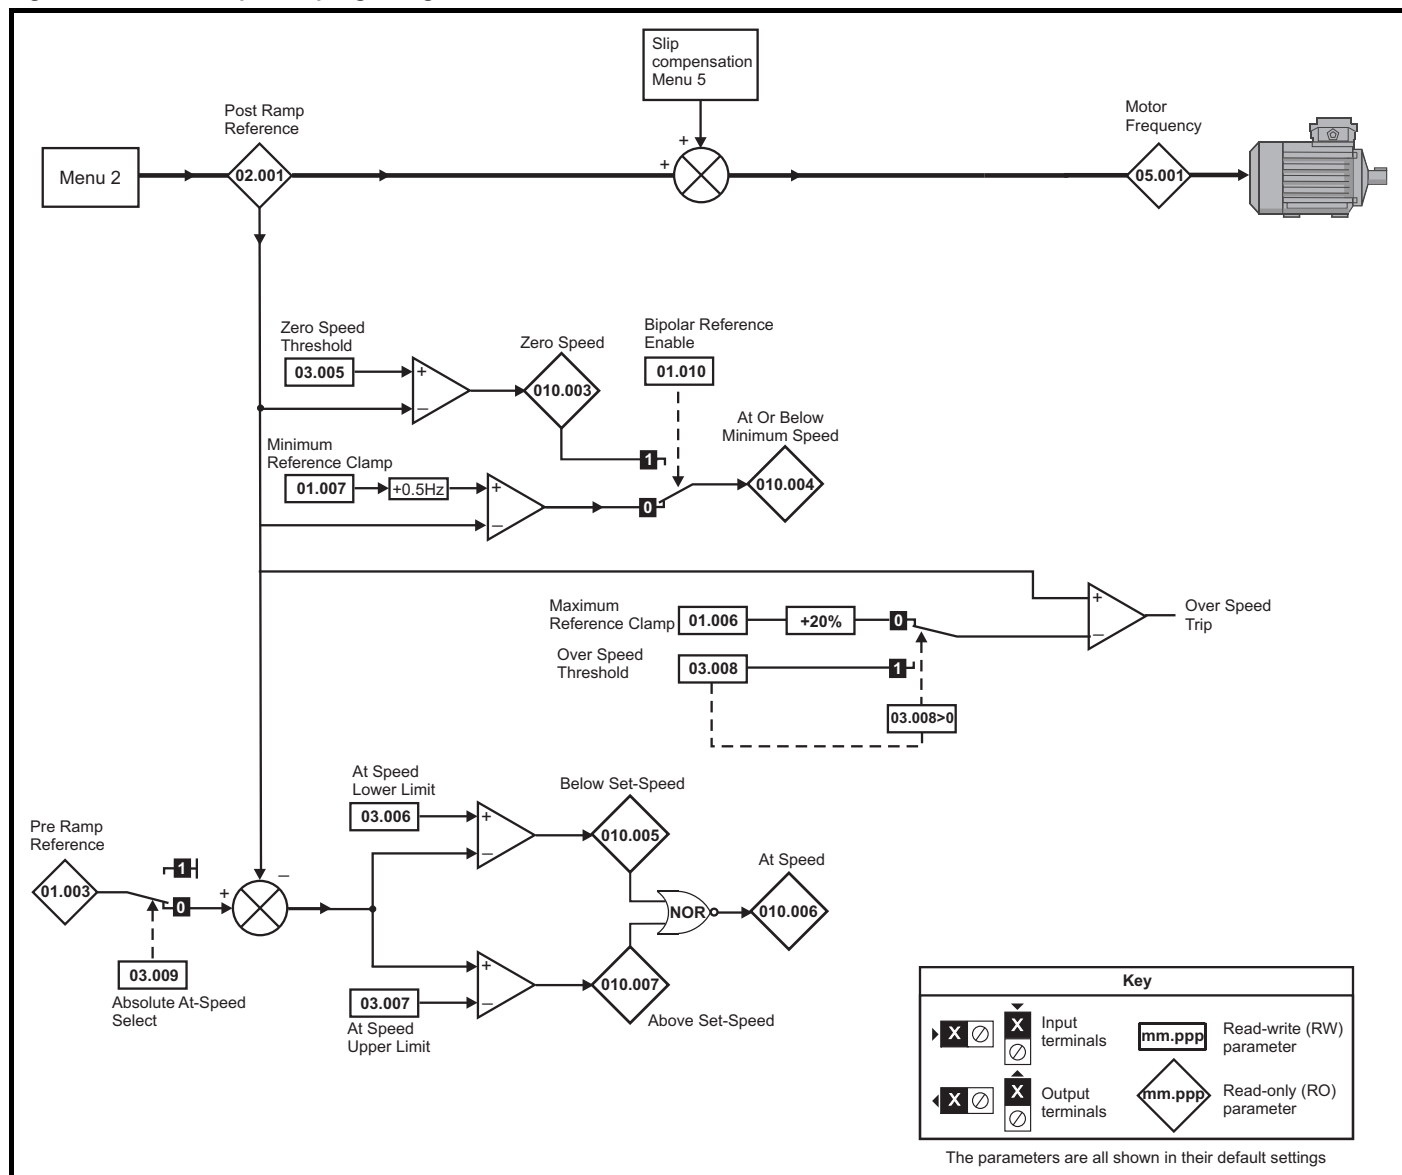 Slip
compensation
Menu 5
Post Ramp
Reference
Motor
Frequency
+
+
Menu 2
02.001
05.001
Zero Speed
Threshold
03.005
+
–
Zero Speed
010.003
Bipolar Reference
Enable
01.010
At Or Below
Minimum Speed
1
Minimum
Reference Clamp
01.007
+0.5Hz
+
–
0
010.004
Maximum
Reference Clamp
01.006
+20%
0
Over Speed
Threshold
03.008
1
03.008>0
+
–
Over Speed
Trip
At Speed
Lower Limit
03.006
+
–
Below Set-Speed
010.005
Pre Ramp
Reference
01.003
1
0
+
–
03.009
Absolute At-Speed
Select
At Speed
NOR
010.006
+
–
03.007
At Speed
Upper Limit
010.007
Above Set-Speed
Key
X
X
Input
terminals
mm.ppp
Read-write (RW)
parameter
X
X
Output
terminals
mm.ppp
Read-only (RO)
parameter
The parameters are all shown in their default settings